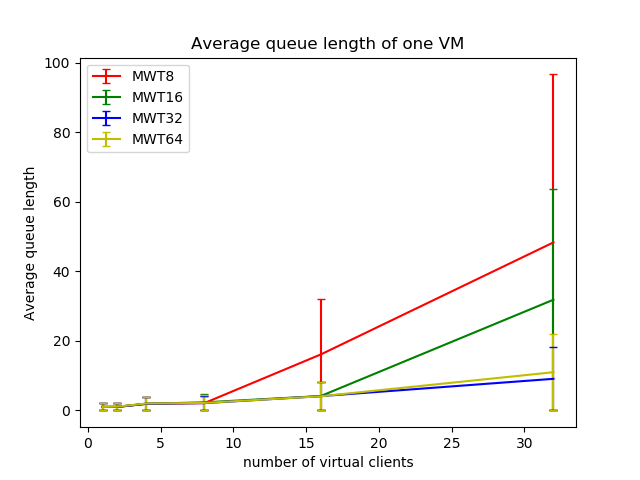 Average queue length of one VM
MWT8
MWT16
MWT32
MWT64
100
80
60
40
20
0
Average queue length
0 5 10 15 20 25 30
number of virtual clients